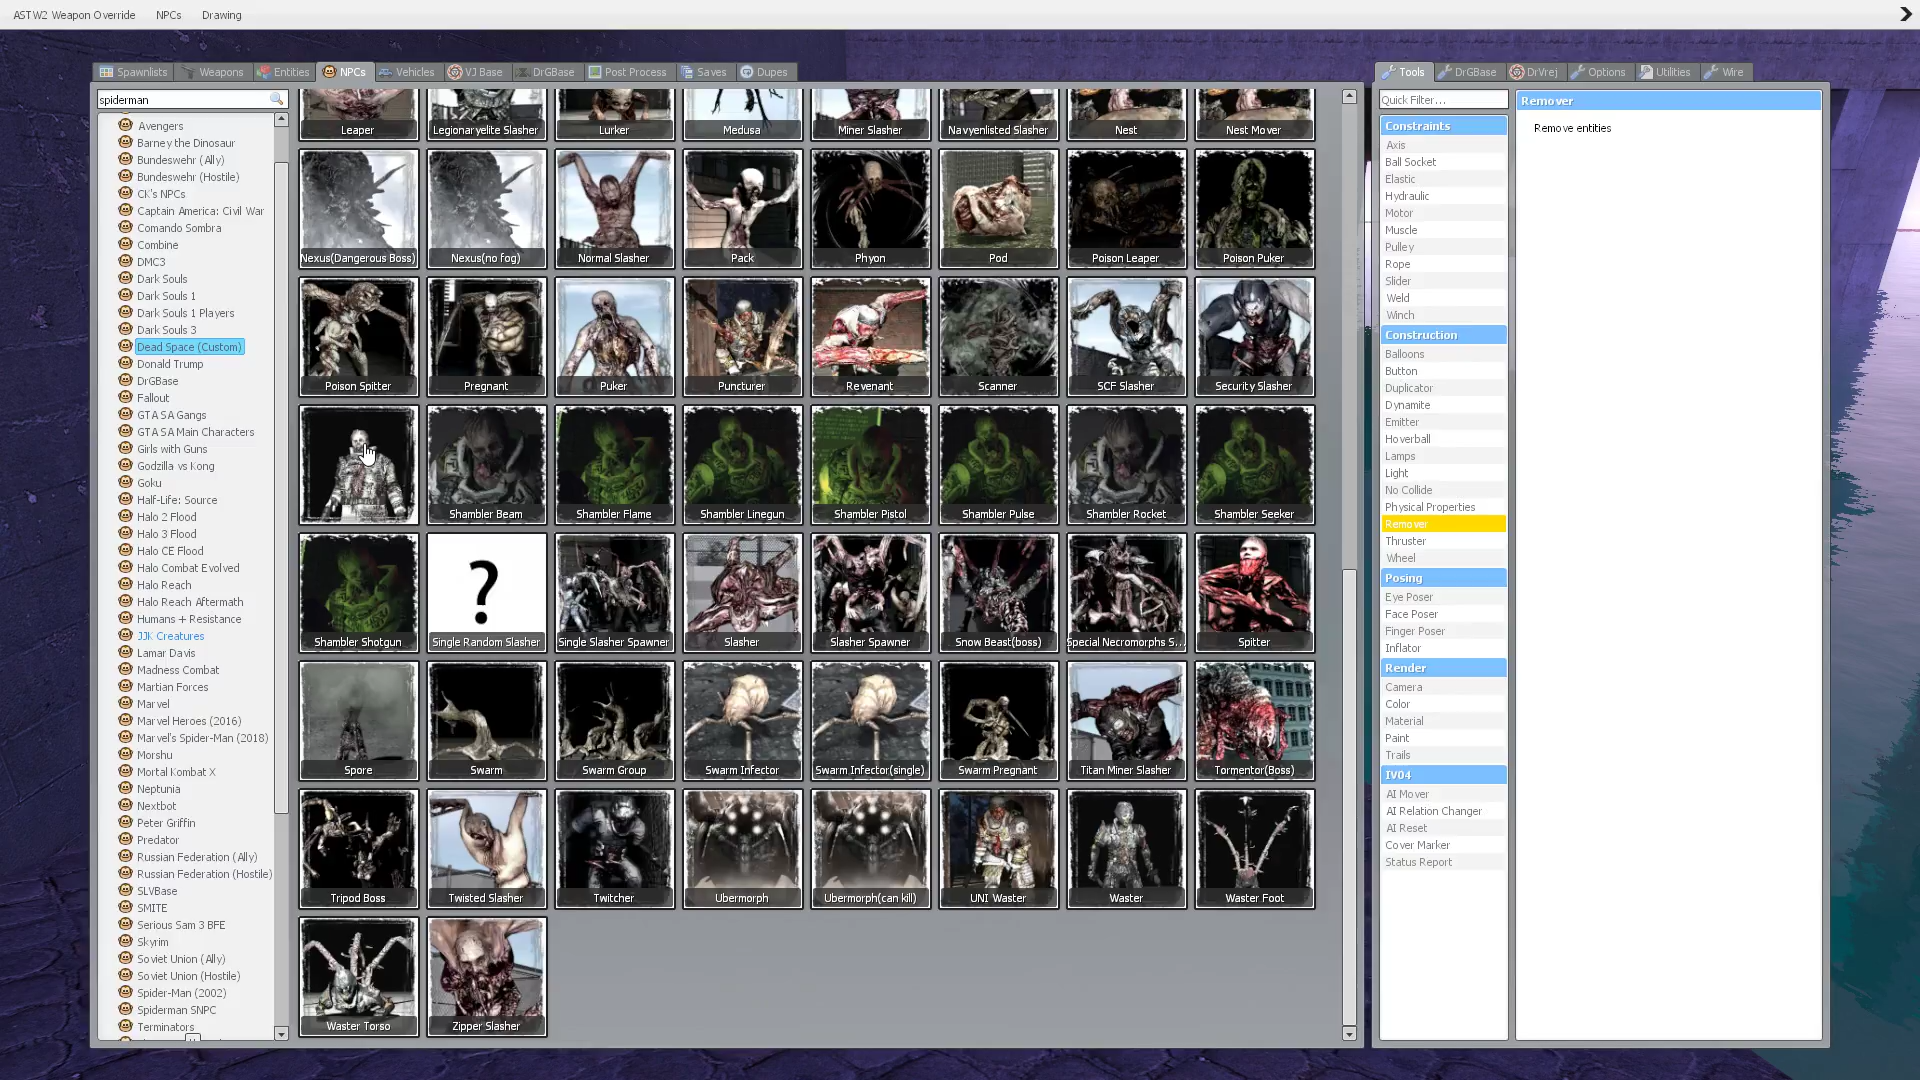 ASTW2 Weapon Override NPCs Drawing
Spawnlists Weapons Entities NPCs Vehicles VJ Base DrGBase Post Process Saves Dupes
spiderman
Avengers
Barney the Dinosaur
Bundeswehr (Ally)
Bundeswehr (Hostile)
CK's NPCs
Captain America: Civil War
Comando Sombra
Combine
DMC3
Dark Souls
Dark Souls 1
Dark Souls 1 Players
Dark Souls 3
Dead Space (Custom)
Donald Trump
DrGBase
Fallout
GTA SA Gangs
GTA SA Main Characters
Girls with Guns
Godzilla vs Kong
Goku
Half-Life: Source
Halo 2 Flood
Halo 3 Flood
Halo CE Flood
Halo Combat Evolved
Halo Reach
Halo Reach Aftermath
Humans + Resistance
JJK Creatures
Lamar Davis
Madness Combat
Martian Forces
Marvel
Marvel Heroes (2016)
Marvel's Spider-Man (2018)
Morshu
Mortal Kombat X
Neptunia
Nextbot
Peter Griffin
Predator
Russian Federation (Ally)
Russian Federation (Hostile)
SLVBase
SMITE
Serious Sam 3 BFE
Skyrim
Soviet Union (Ally)
Soviet Union (Hostile)
Spider-Man (2002)
Spiderman SNPC
Terminators
Leaper Legionaryelite Slasher Lurker Medusa Miner Slasher Navyenlisted Slasher Nest Nest Mover
Nexus(Dangerous Boss) Nexus(no fog) Normal Slasher Pack Phyon Pod Poison Leaper Poison Puker
Poison Spitter Pregnant Puker Puncturer Revenant Scanner SCF Slasher Security Slasher
Shambler Beam Shambler Flame Shambler Linegun Shambler Pistol Shambler Pulse Shambler Rocket Shambler Seeker
?
Shambler Shotgun Single Random Slasher Single Slasher Spawner Slasher Slasher Spawner Snow Beast(boss) Special Necromorphs S... Spitter
Spore Swarm Swarm Group Swarm Infector Swarm Infector(single) Swarm Pregnant Titan Miner Slasher Tormentor(Boss)
Tripod Boss Twisted Slasher Twitcher Ubermorph Ubermorph(can kill) UNI Waster Waster Waster Foot
Waster Torso Zipper Slasher
Tools DrGBase DrVrej Options Utilities Wire
Quick Filter...
Constraints
Axis
Ball Socket
Elastic
Hydraulic
Motor
Muscle
Pulley
Rope
Slider
Weld
Winch
Construction
Balloons
Button
Duplicator
Dynamite
Emitter
Hoverball
Lamps
Light
No Collide
Physical Properties
Remover
Thruster
Wheel
Posing
Eye Poser
Face Poser
Finger Poser
Inflator
Render
Camera
Color
Material
Paint
Trails
IV04
AI Mover
AI Relation Changer
AI Reset
Cover Marker
Status Report
Remover
Remove entities